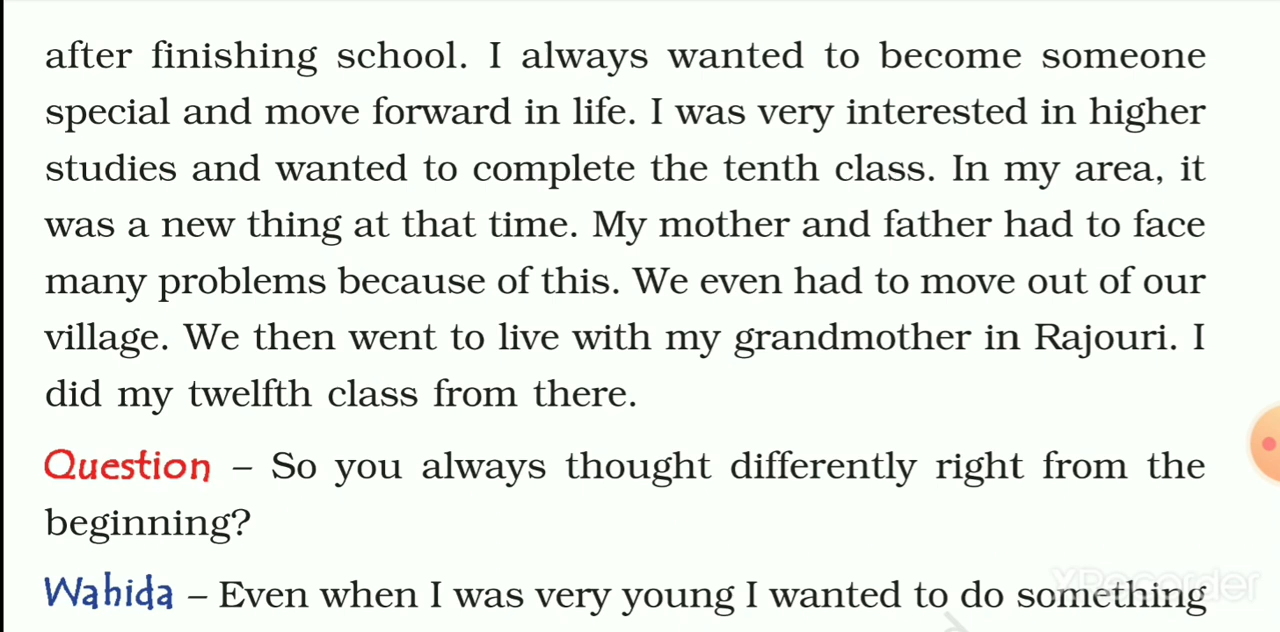 after finishing school. I always wanted to become someone
special and move forward in life. I was very interested in higher
studies and wanted to complete the tenth class. In my area, it
was a new thing at that time. My mother and father had to face
many problems because of this. We even had to move out of our
village. We then went to live with my grandmother in Rajouri. I
did my twelfth class from there.
Question – So you always thought differently right from the
beginning?
Wahida – Even when I was very young I wanted to do something
XRecorder